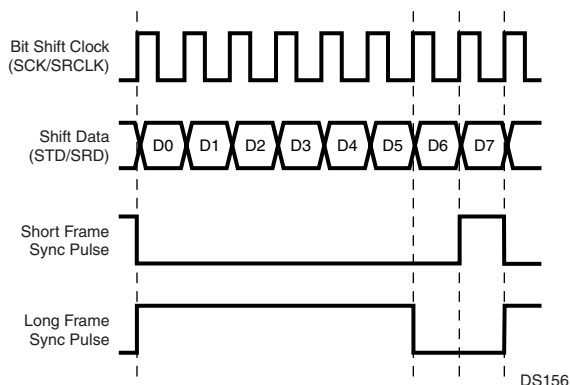 Bit Shift Clock
(SCK/SRCLK)
Shift Data
(STD/SRD)
D0 D1 D2 D3 D4 D5 D6 D7
Short Frame
Sync Pulse
Long Frame
Sync Pulse
DS156